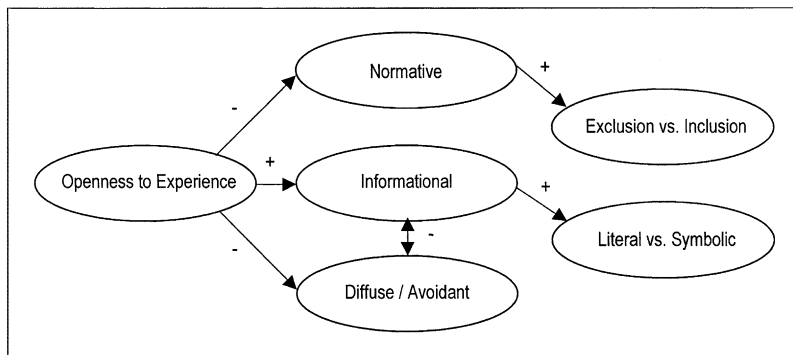 Normative
+
-
Exclusion vs. Inclusion
+
Openness to Experience
Informational
+
-
Literal vs. Symbolic
-
Diffuse / Avoidant